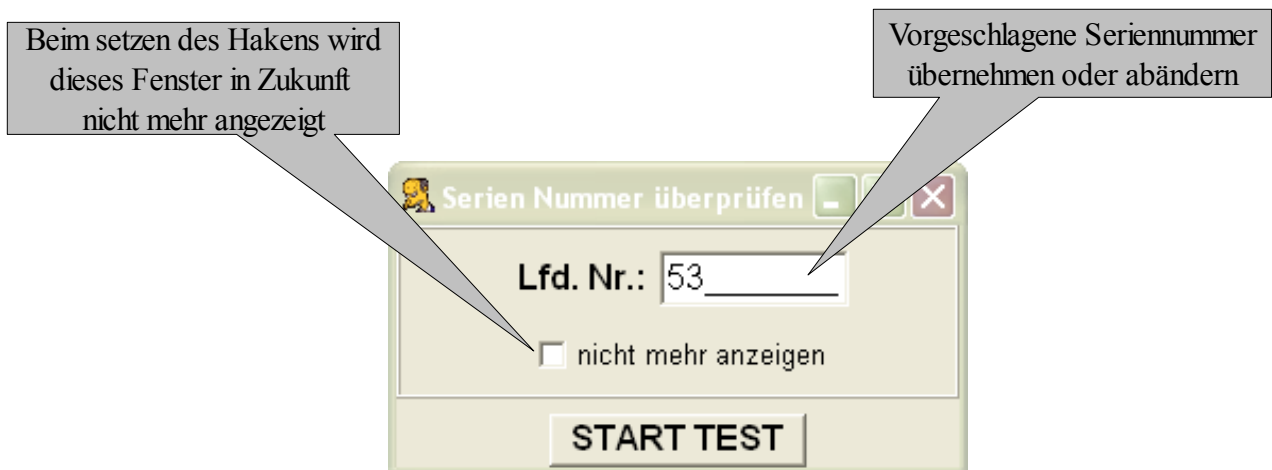 Beim setzen des Hakens wird
dieses Fenster in Zukunft
nicht mehr angezeigt
Vorgeschlagene Seriennummer
übernehmen oder abändern
Serien Nummer überprüfen
Lfd. Nr.: 53________
nicht mehr anzeigen
START TEST